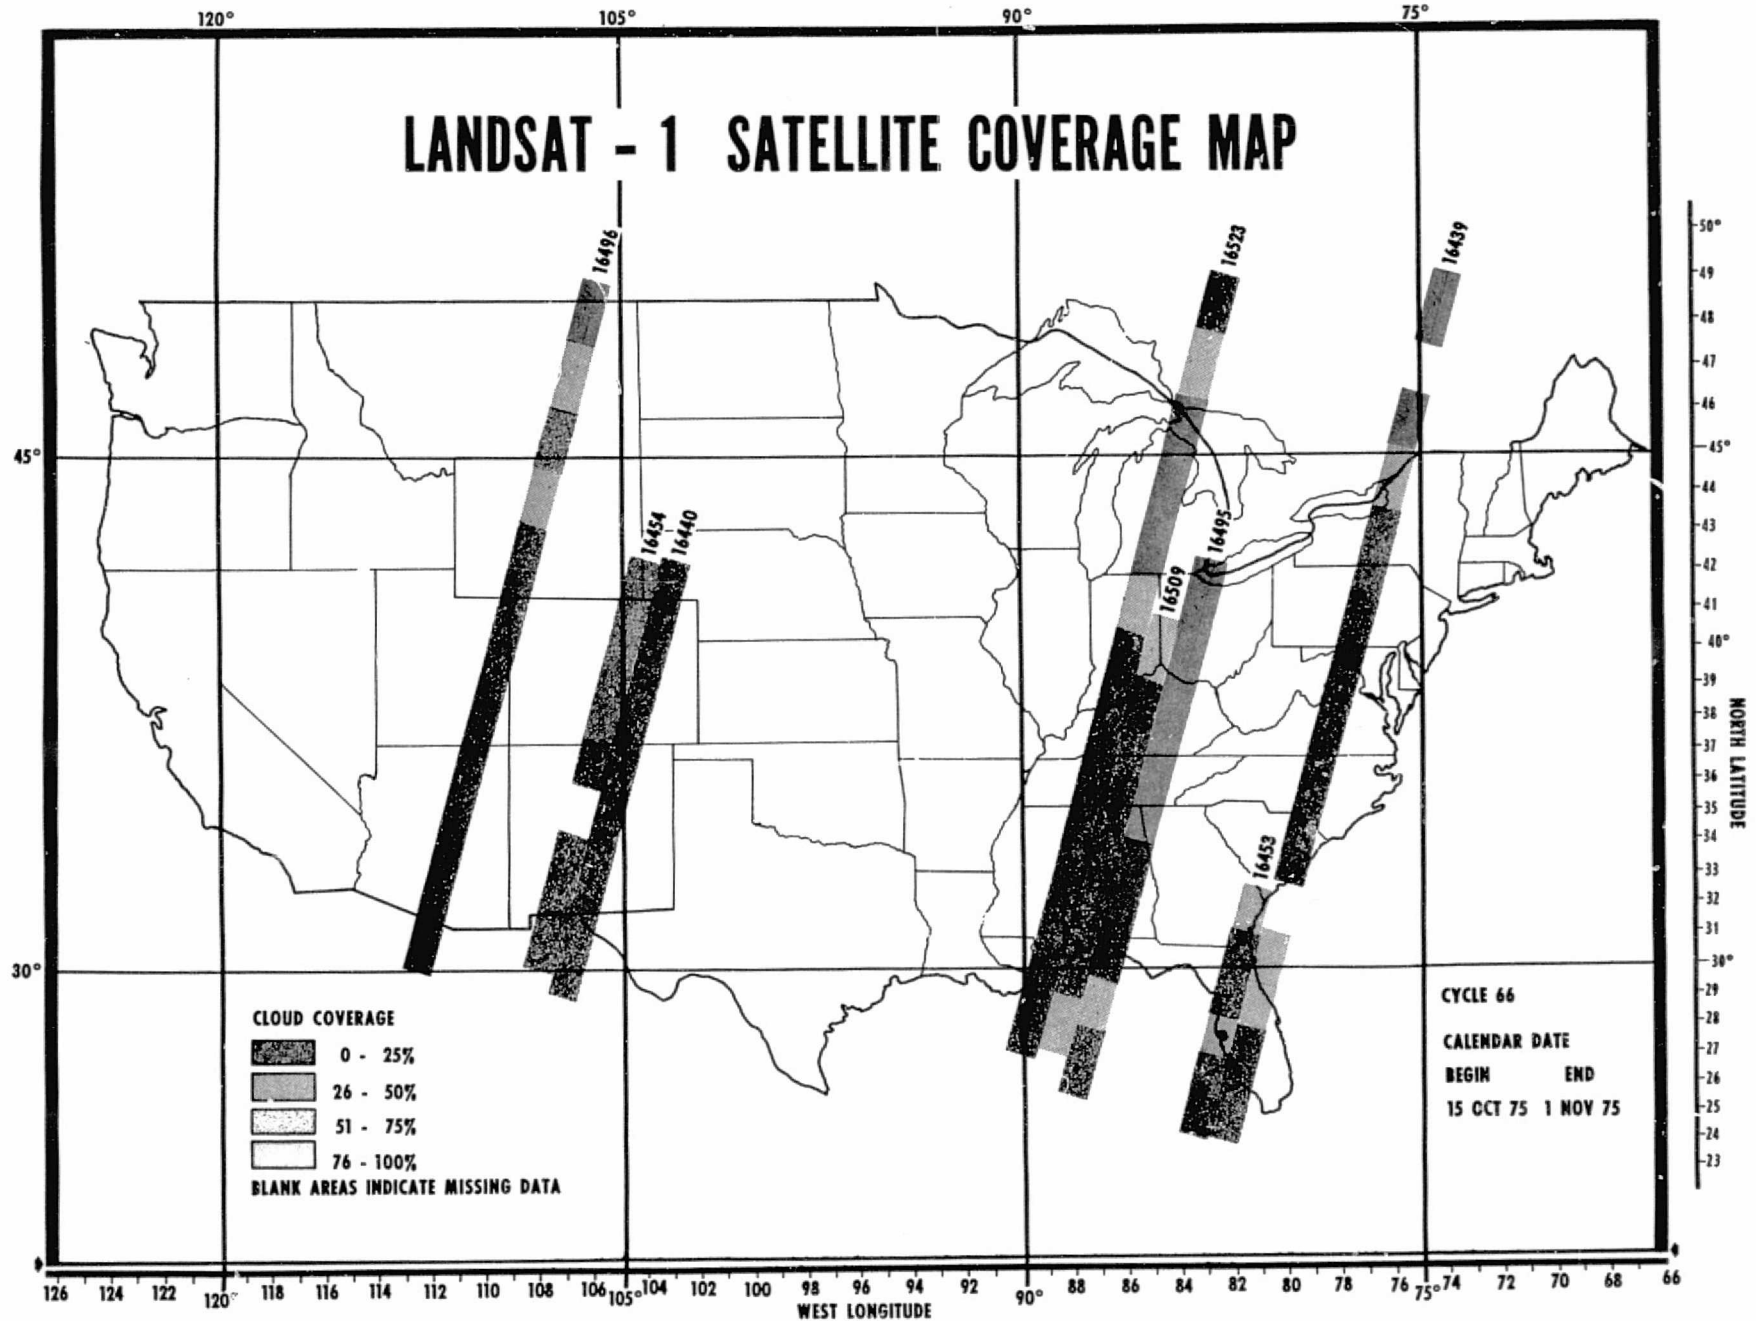 120° 105° 90° 75°
LANDSAT - 1 SATELLITE COVERAGE MAP
16496
16523
16439
16454
16440
16495
16509
16453
45°
30°
50°
49
48
47
46
45°
44
43
42
41
40°
39
38
37
36
35
34
33
32
31
30°
29
28
27
26
25
24
23
NORTH LATITUDE
CLOUD COVERAGE
0 - 25%
26 - 50%
51 - 75%
76 - 100%
BLANK AREAS INDICATE MISSING DATA
CYCLE 66
CALENDAR DATE
BEGIN END
15 OCT 75 1 NOV 75
126 124 122 120° 118 116 114 112 110 108 106 105° 104 102 100 98 96 94 92 90° 88 86 84 82 80 78 76 75° 74 72 70 68 66
WEST LONGITUDE